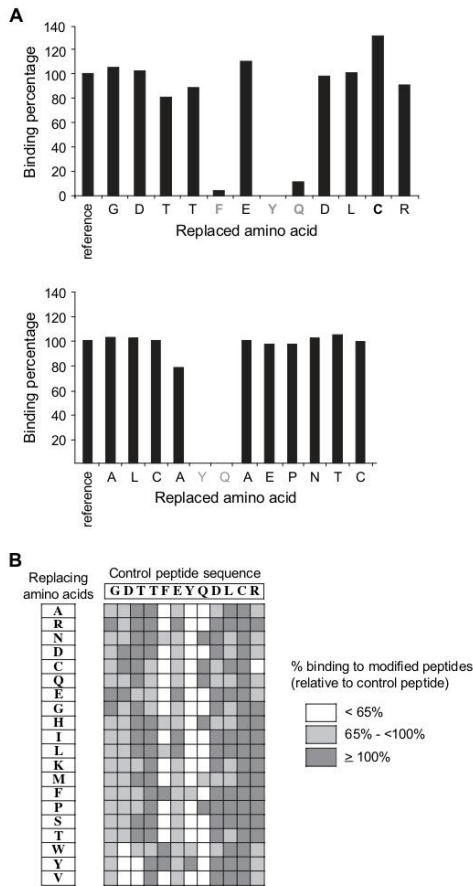 A
140
120
100
80
60
40
20
0
Binding percentage
reference G D T T F E Y Q D L C R
Replaced amino acid
140
120
100
80
60
40
20
Binding percentage
reference A L C A Y Q A E P N T C
Replaced amino acid
B
Replacing
amino acids
Control peptide sequence
G D T T F E Y Q D L C R
A
R
N
D
C
Q
E
G
H
I
L
K
M
F
P
S
T
W
Y
V
% binding to modified peptides
(relative to control peptide)
< 65%
65% - <100%
≥ 100%